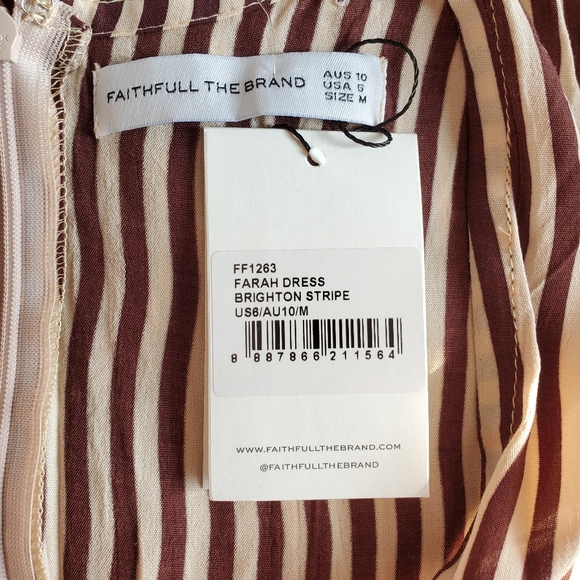 FAITHFULL THE BRAND
AUS 10
USA 6
SIZE M
FF1263
FARAH DRESS
BRIGHTON STRIPE
US6/AU10/M
8 887866 211564
WWW.FAITHFULLTHEBRAND.COM
@FAITHFULLTHEBRAND